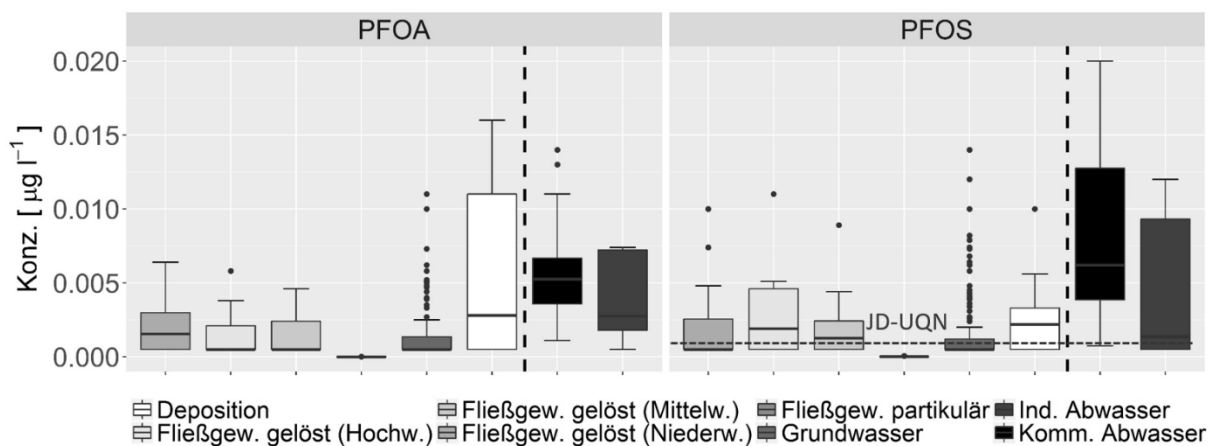 PFOA
PFOS
Konz. [ µg l⁻¹ ]
0.020
0.015
0.010
0.005
0.000
JD-UQN
Deposition
Fließgew. gelöst (Mittelw.)
Fließgew. partikulär
Ind. Abwasser
Fließgew. gelöst (Hochw.)
Fließgew. gelöst (Niederw.)
Grundwasser
Komm. Abwasser